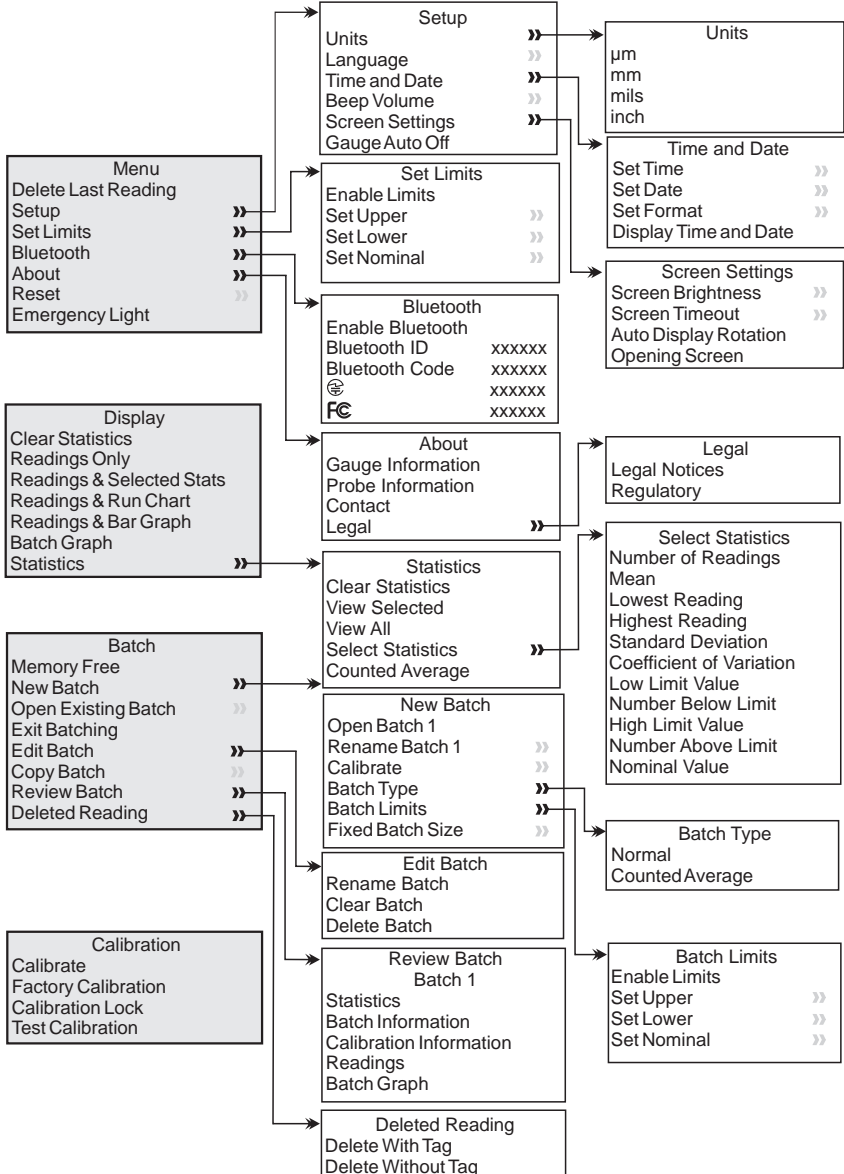 Menu
Delete Last Reading
Setup »
Set Limits »
Bluetooth »
About »
Reset »
Emergency Light
Display
Clear Statistics
Readings Only
Readings & Selected Stats
Readings & Run Chart
Readings & Bar Graph
Batch Graph
Statistics »
Batch
Memory Free
New Batch »
Open Existing Batch »
Exit Batching
Edit Batch »
Copy Batch »
Review Batch »
Deleted Reading »
Calibration
Calibrate
Factory Calibration
Calibration Lock
Test Calibration
Setup
Units »
Language »
Time and Date »
Beep Volume »
Screen Settings »
Gauge Auto Off
Set Limits
Enable Limits
Set Upper »
Set Lower »
Set Nominal »
Bluetooth
Enable Bluetooth
Bluetooth ID xxxxxx
Bluetooth Code xxxxxx
xxxxxx
FC xxxxxx
About
Gauge Information
Probe Information
Contact
Legal »
Statistics
Clear Statistics
View Selected
View All
Select Statistics »
Counted Average
New Batch
Open Batch 1
Rename Batch 1 »
Calibrate »
Batch Type »
Batch Limits »
Fixed Batch Size »
Edit Batch
Rename Batch
Clear Batch
Delete Batch
Review Batch
Batch 1
Statistics
Batch Information
Calibration Information
Readings
Batch Graph
Deleted Reading
Delete With Tag
Delete Without Tag
Units
µm
mm
mils
inch
Time and Date
Set Time »
Set Date »
Set Format »
Display Time and Date
Screen Settings
Screen Brightness »
Screen Timeout »
Auto Display Rotation
Opening Screen
Legal
Legal Notices
Regulatory
Select Statistics
Number of Readings
Mean
Lowest Reading
Highest Reading
Standard Deviation
Coefficient of Variation
Low Limit Value
Number Below Limit
High Limit Value
Number Above Limit
Nominal Value
Batch Type
Normal
Counted Average
Batch Limits
Enable Limits
Set Upper »
Set Lower »
Set Nominal »